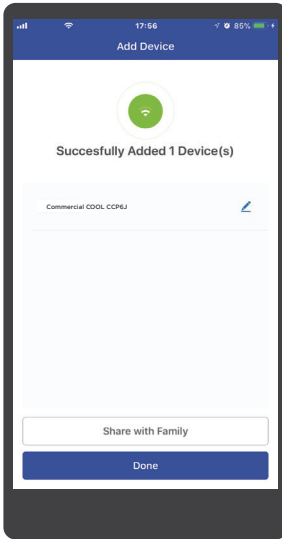 17:56
85%
Add Device
Succesfully Added 1 Device(s)
Commercial COOL CCP6J
Share with Family
Done